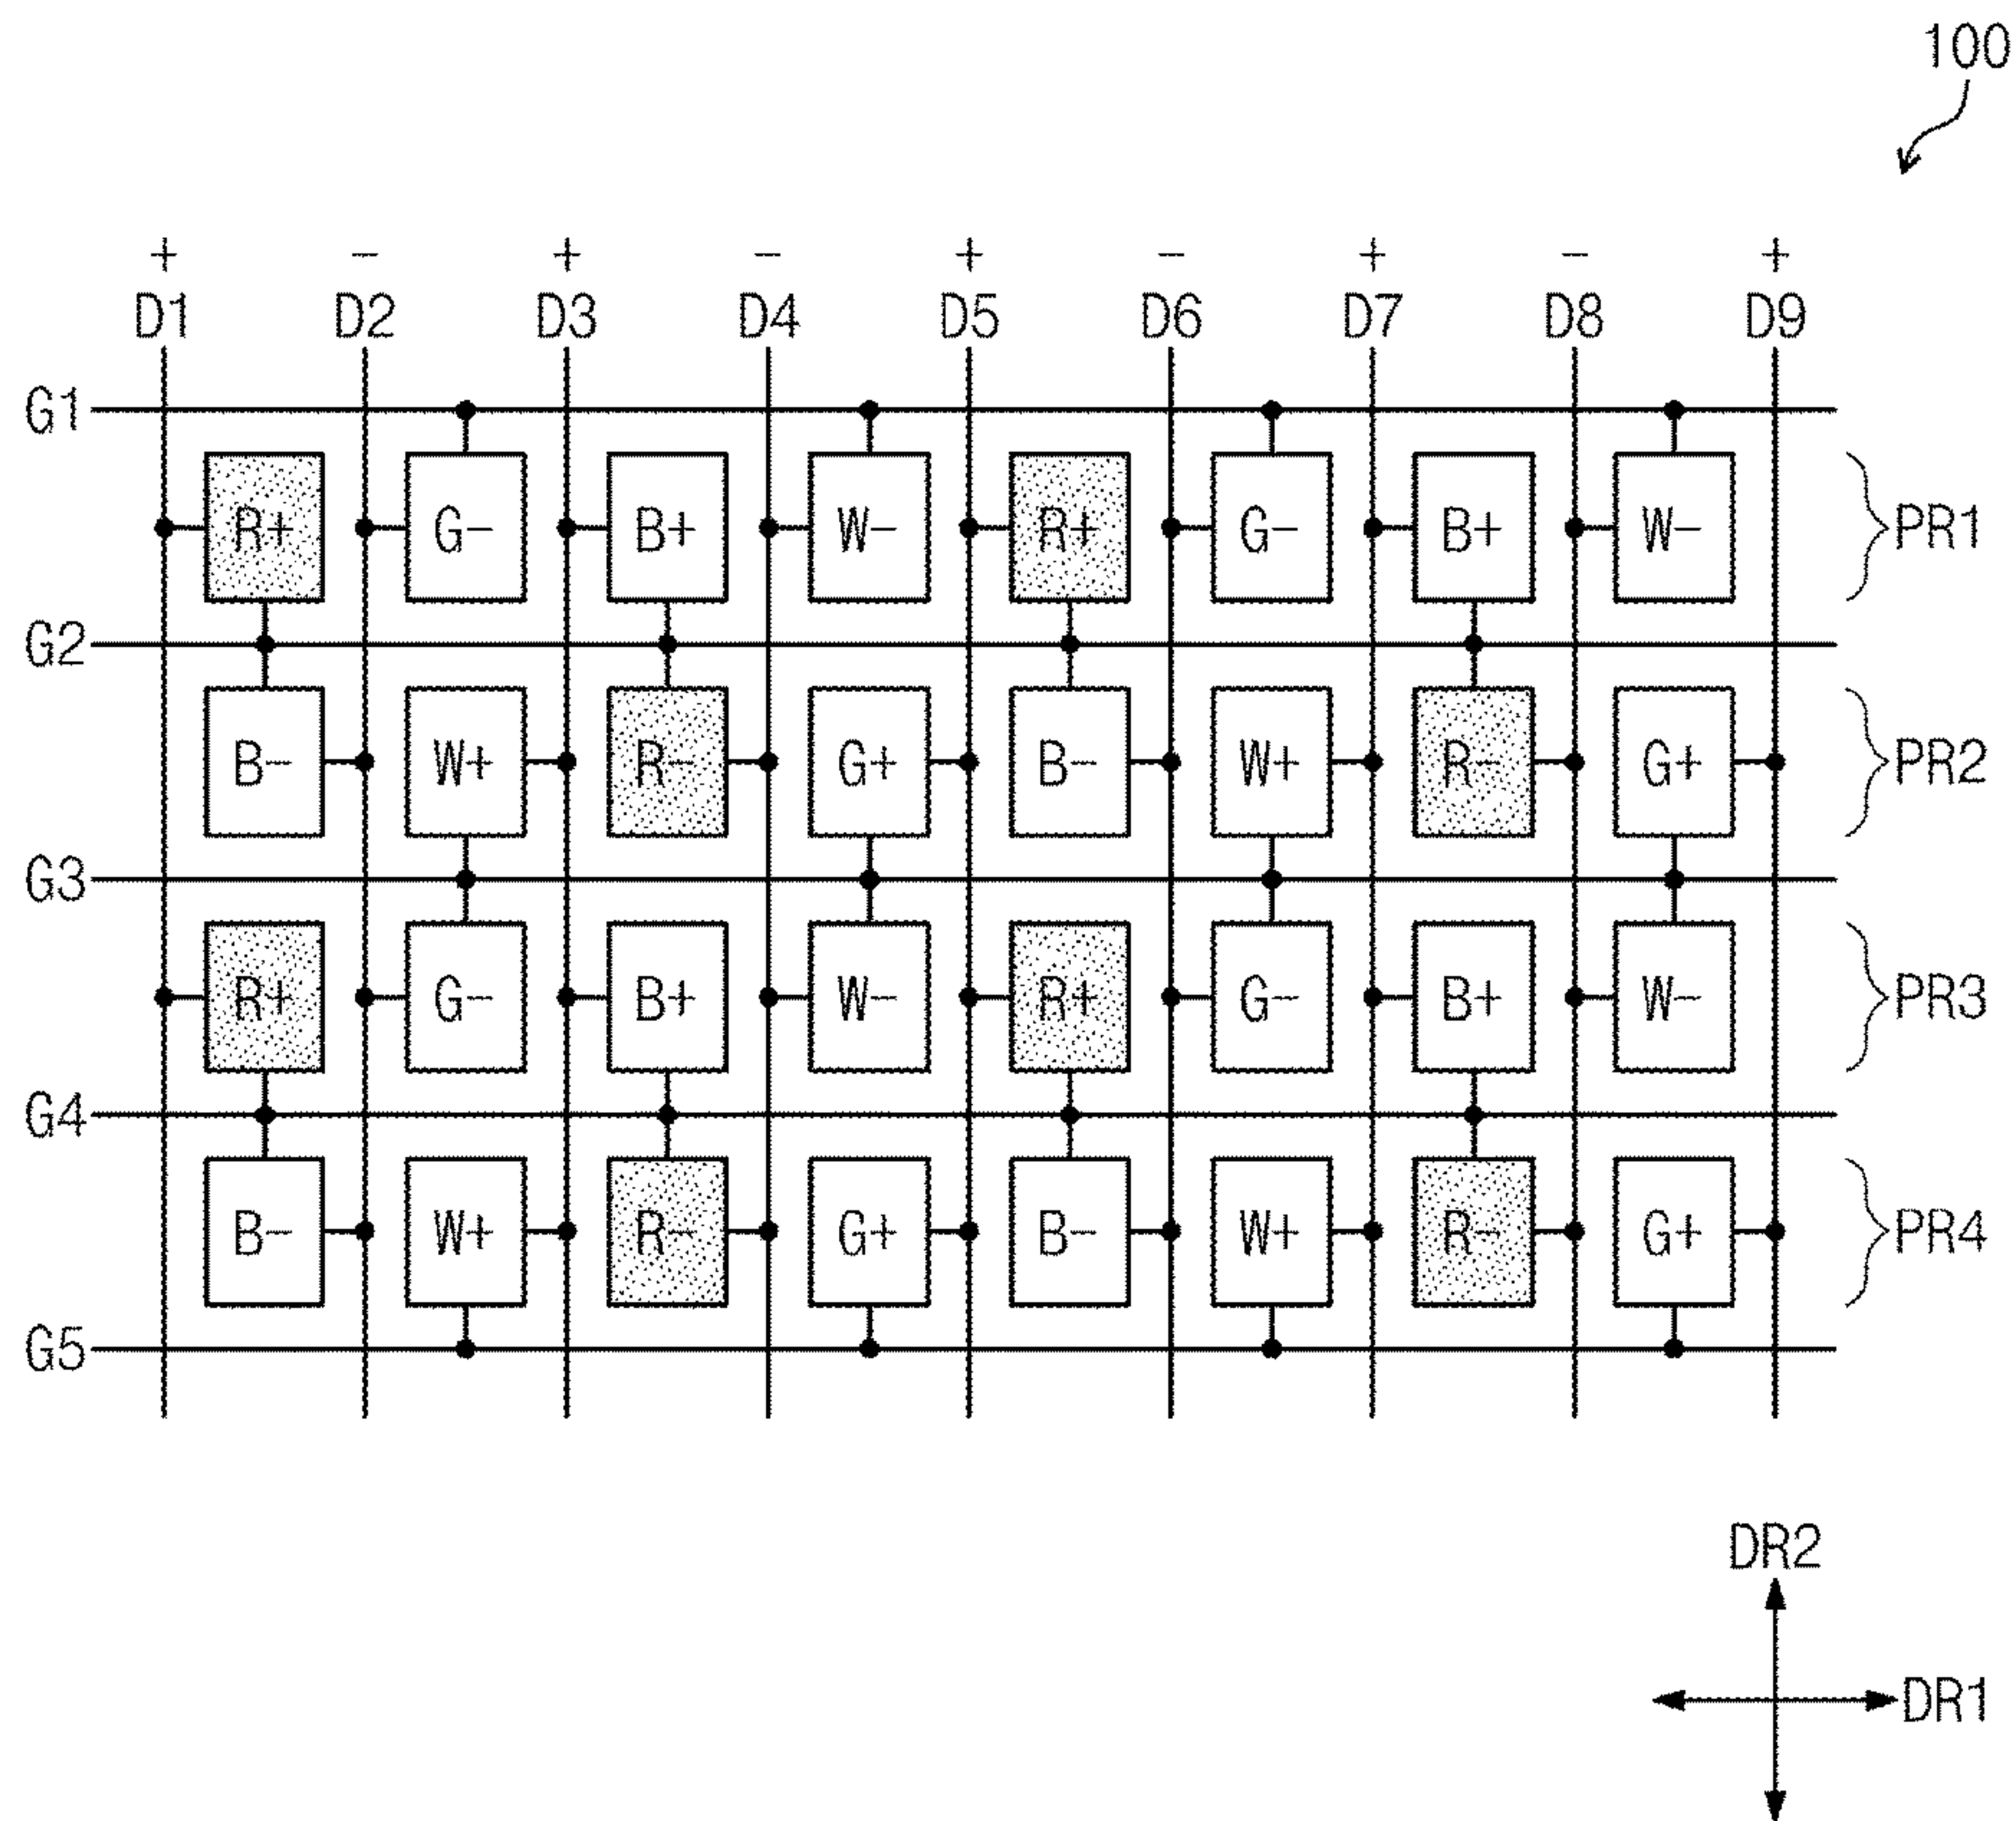 100
+ − + − + − + − +
D1 D2 D3 D4 D5 D6 D7 D8 D9
G1
R+ G− B+ W− R+ G− B+ W− PR1
G2
B− W+ R− G+ B− W+ R− G+ PR2
G3
R+ G− B+ W− R+ G− B+ W− PR3
G4
B− W+ R− G+ B− W+ R− G+ PR4
G5
DR2
DR1